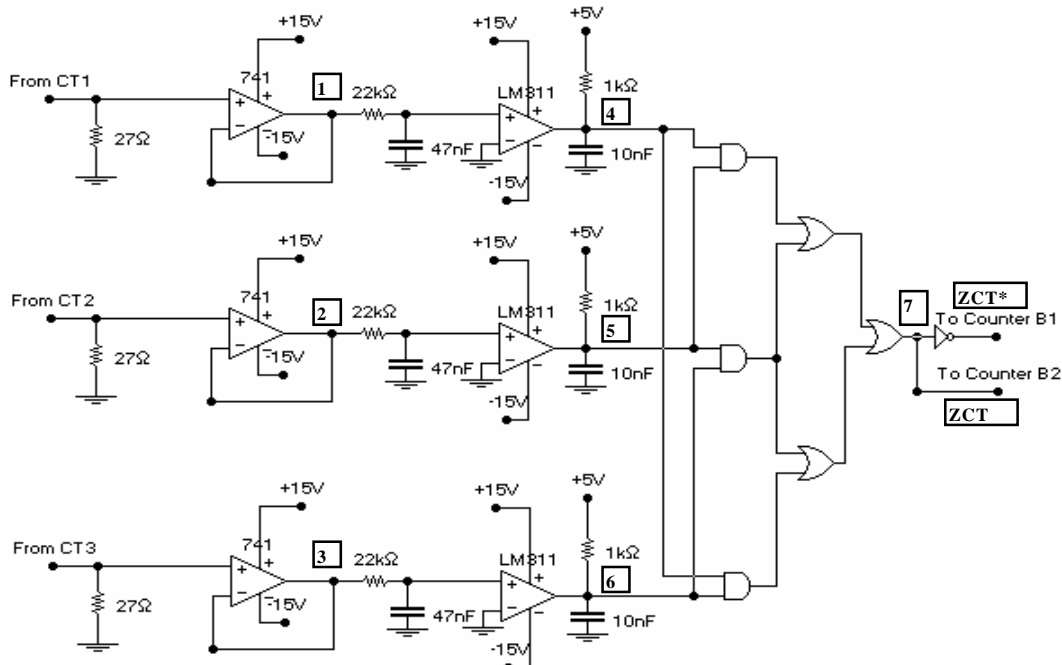 +15V
+15V
+5V
From CT1
741
1
22kΩ
LM311
1kΩ
4
27Ω
-15V
47nF
10nF
-15V
+15V
+15V
+5V
From CT2
741
2
22kΩ
LM311
1kΩ
5
27Ω
-15V
47nF
10nF
-15V
7
ZCT*
To Counter B1
To Counter B2
ZCT
+15V
+15V
+5V
From CT3
741
3
22kΩ
LM311
1kΩ
6
27Ω
-15V
47nF
10nF
-15V